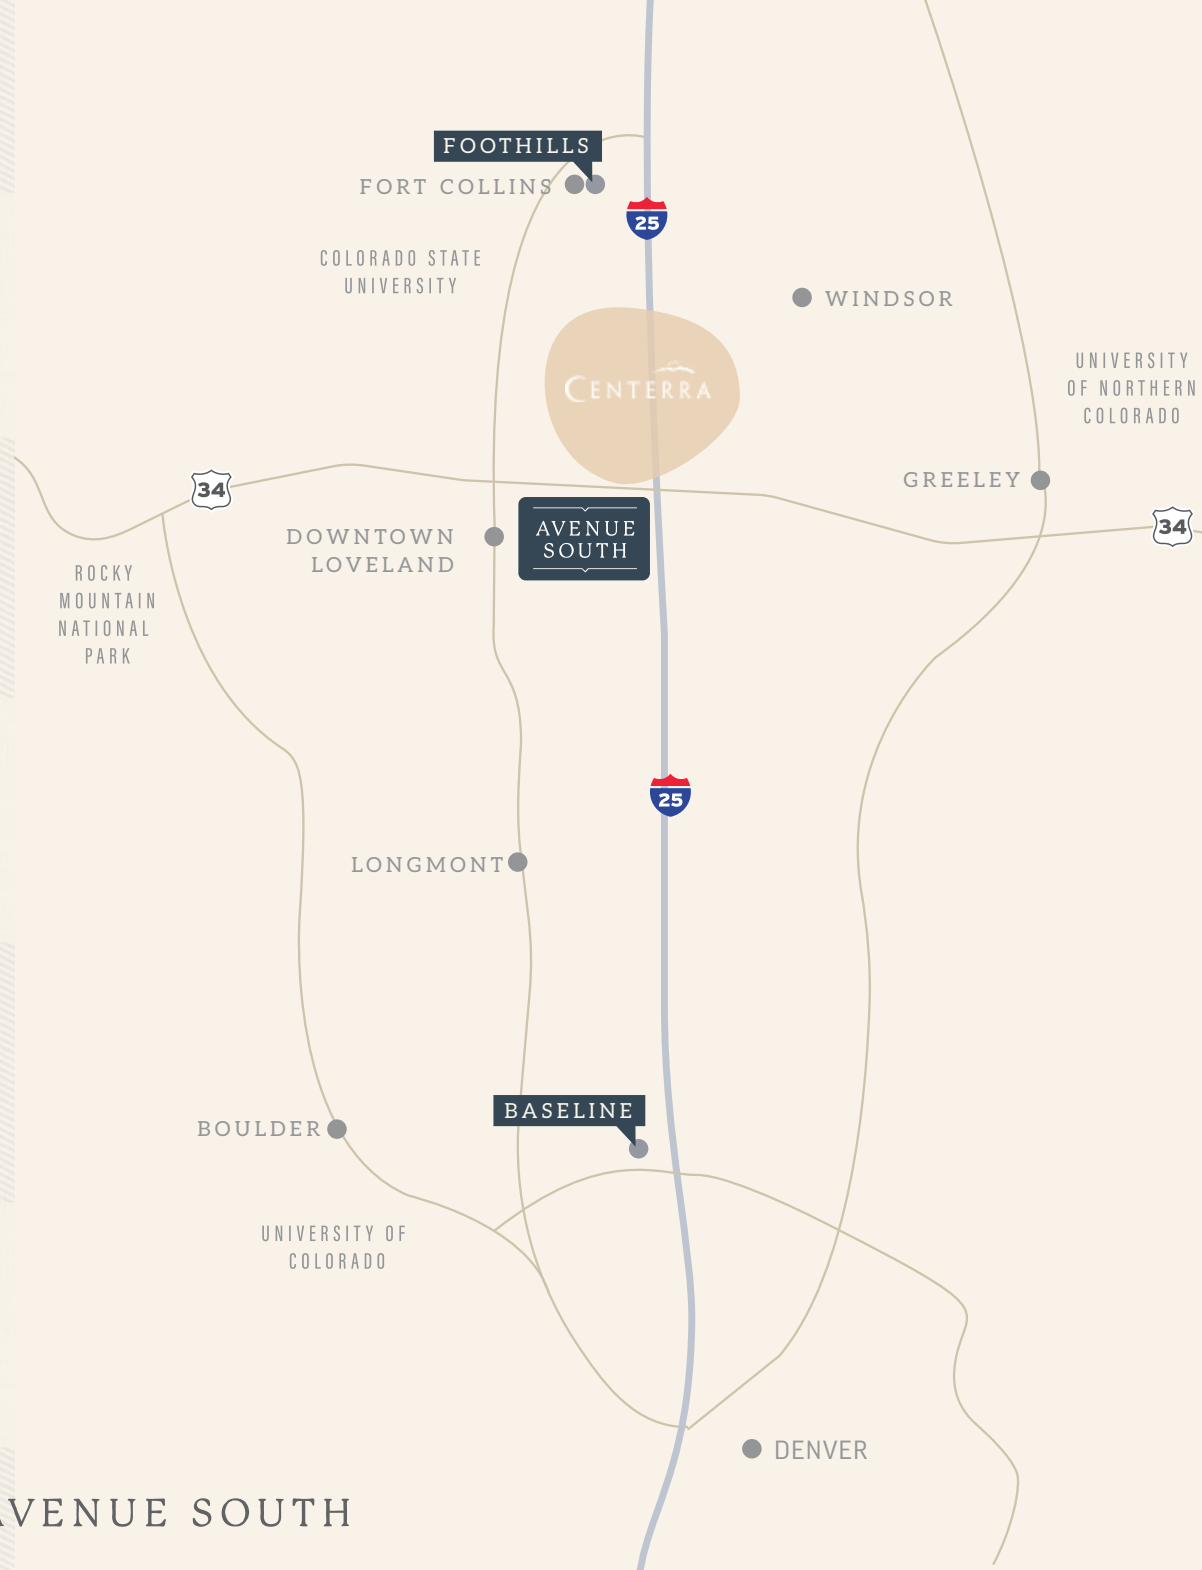 FOOTHILLS
FORT COLLINS
25
COLORADO STATE
UNIVERSITY
WINDSOR
UNIVERSITY
OF NORTHERN
COLORADO
CENTERRA
GREELEY
34
34
AVENUE
SOUTH
DOWNTOWN
LOVELAND
ROCKY
MOUNTAIN
NATIONAL
PARK
25
LONGMONT
BASELINE
BOULDER
UNIVERSITY OF
COLORADO
DENVER
VENUE SOUTH